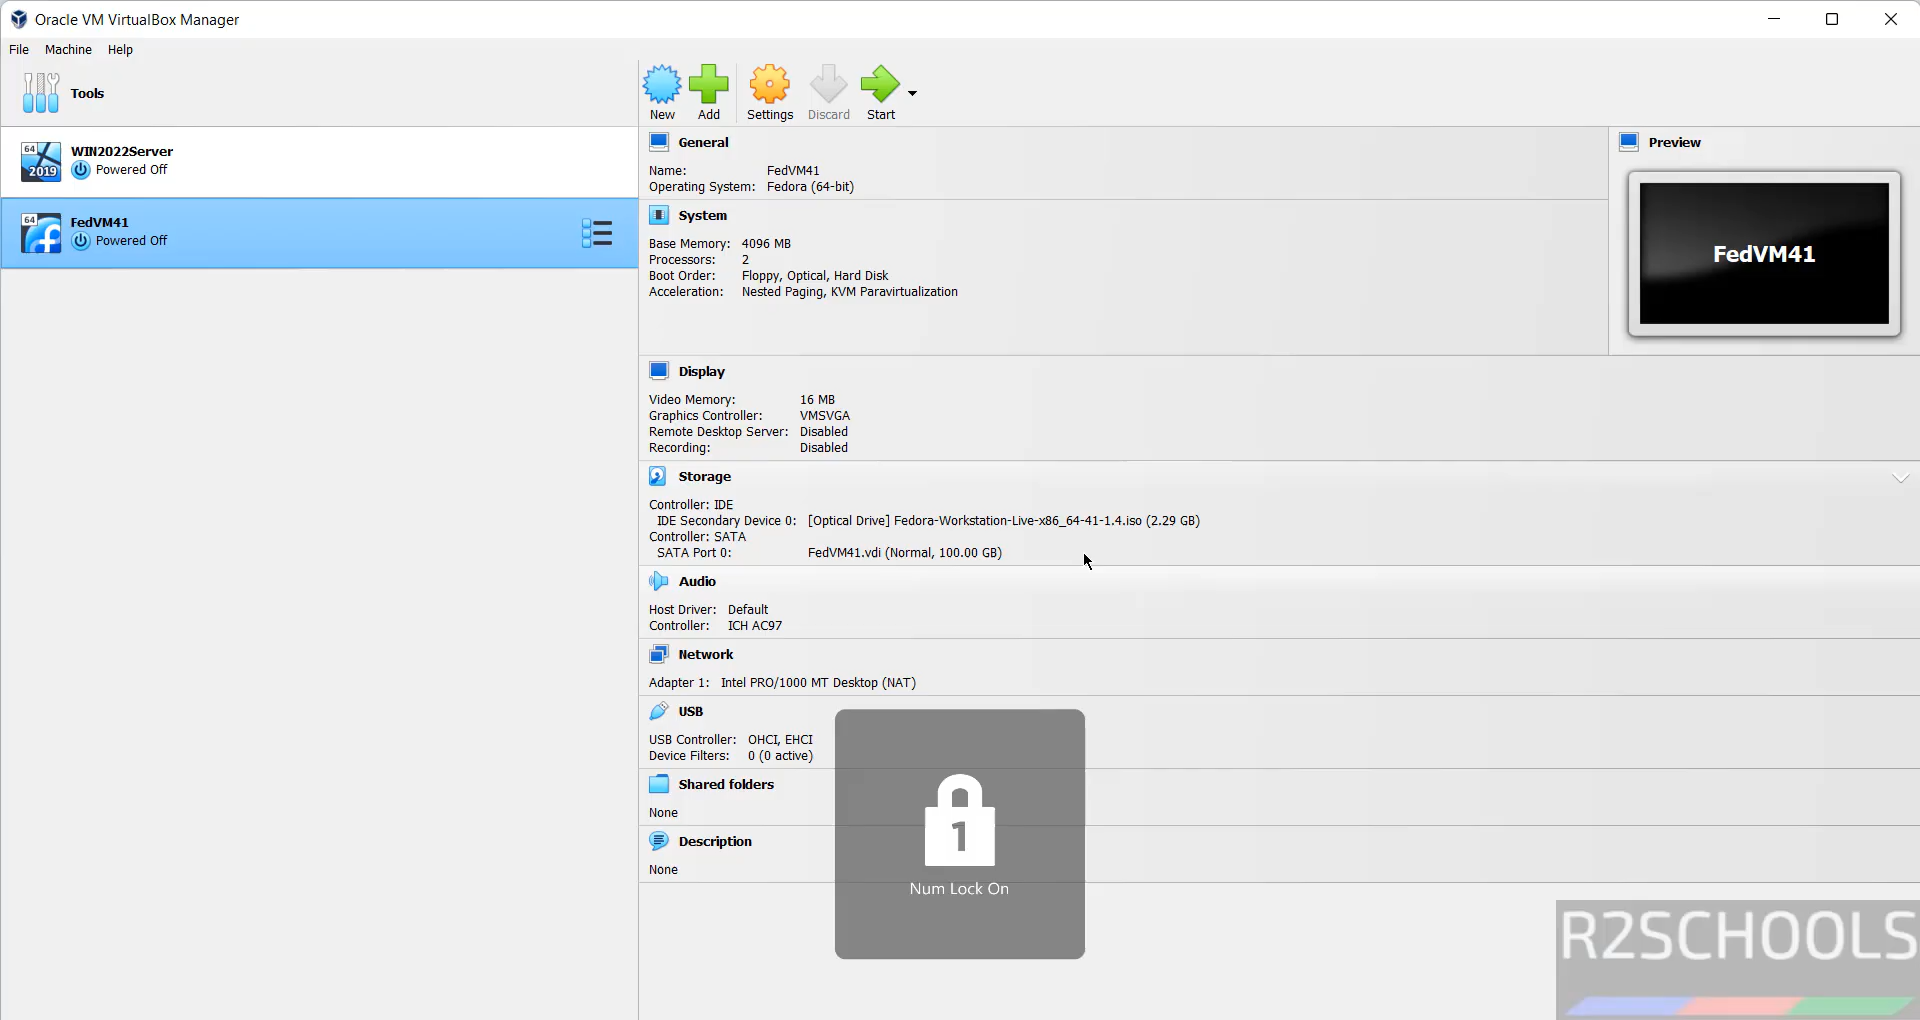 Oracle VM VirtualBox Manager
File Machine Help
Tools
New Add Settings Discard Start
64
2019
WIN2022Server
Powered Off
64
FedVM41
Powered Off
General
Name: FedVM41
Operating System: Fedora (64-bit)
Preview
FedVM41
System
Base Memory: 4096 MB
Processors: 2
Boot Order: Floppy, Optical, Hard Disk
Acceleration: Nested Paging, KVM Paravirtualization
Display
Video Memory: 16 MB
Graphics Controller: VMSVGA
Remote Desktop Server: Disabled
Recording: Disabled
Storage
Controller: IDE
IDE Secondary Device 0: [Optical Drive] Fedora-Workstation-Live-x86_64-41-1.4.iso (2.29 GB)
Controller: SATA
SATA Port 0: FedVM41.vdi (Normal, 100.00 GB)
Audio
Host Driver: Default
Controller: ICH AC97
Network
Adapter 1: Intel PRO/1000 MT Desktop (NAT)
USB
USB Controller: OHCI, EHCI
Device Filters: 0 (0 active)
Shared folders
None
Description
None
1
Num Lock On
R2SCHOOLS